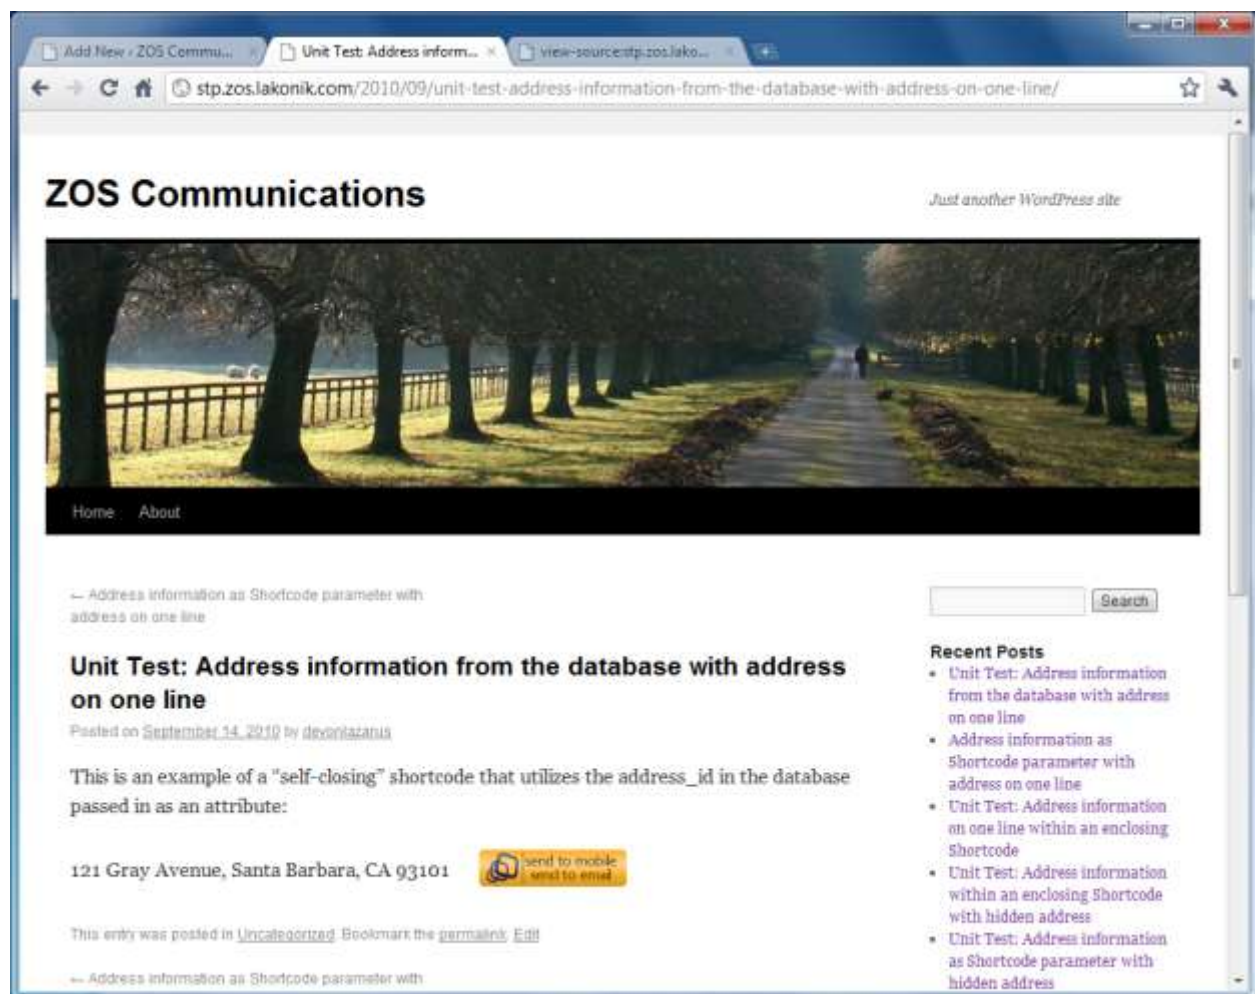 Add New ‹ ZOS Commu...
Unit Test: Address inform...
view-source:stp.zos.lako...
stp.zos.lakonik.com/2010/09/unit-test-address-information-from-the-database-with-address-on-one-line/
ZOS Communications
Just another WordPress site
Home About
← Address information as Shortcode parameter with
address on one line
Unit Test: Address information from the database with address
on one line
Posted on September 14, 2010 by devonlazarus
This is an example of a “self-closing” shortcode that utilizes the address_id in the database
passed in as an attribute:
121 Gray Avenue, Santa Barbara, CA 93101
send to mobile
send to email
This entry was posted in Uncategorized. Bookmark the permalink. Edit
← Address information as Shortcode parameter with
Search
Recent Posts
Unit Test: Address information
from the database with address
on one line
Address information as
Shortcode parameter with
address on one line
Unit Test: Address information
on one line within an enclosing
Shortcode
Unit Test: Address information
within an enclosing Shortcode
with hidden address
Unit Test: Address information
as Shortcode parameter with
hidden address